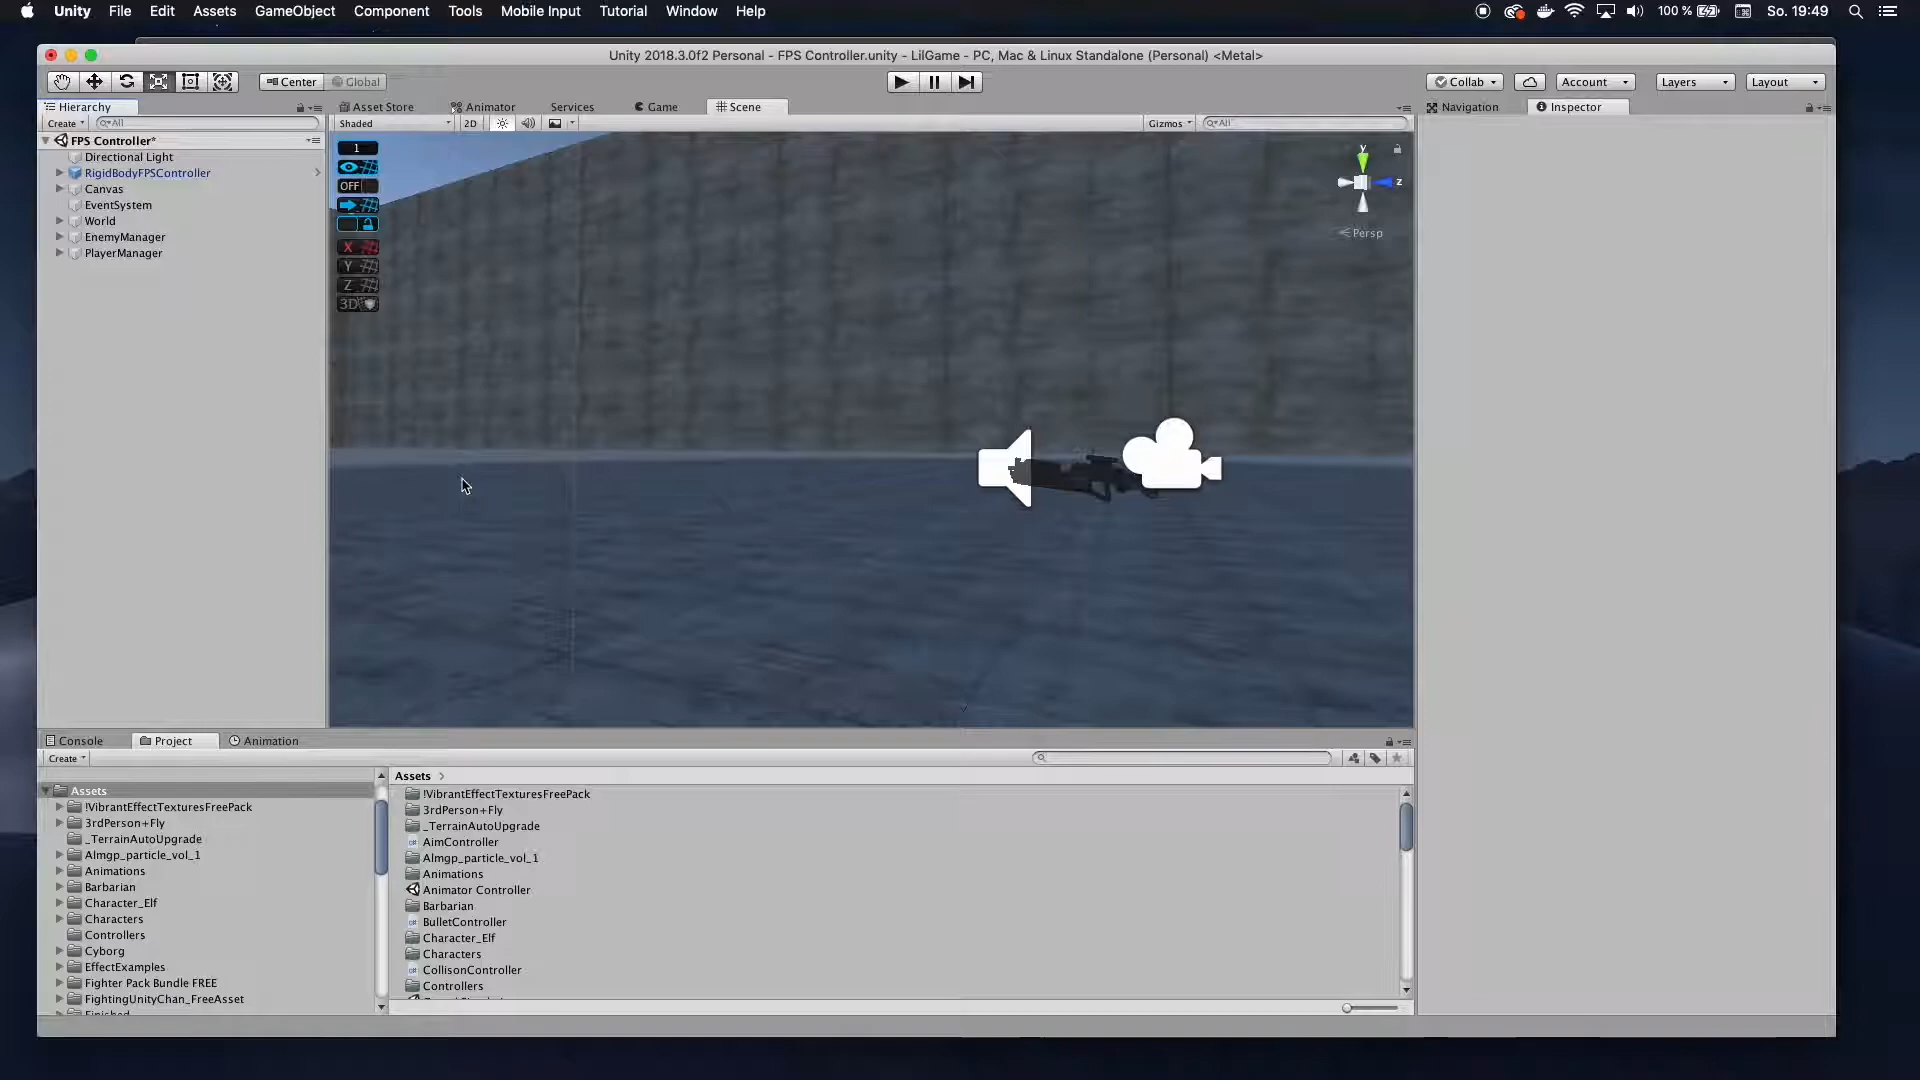 Unity File Edit Assets GameObject Component Tools Mobile Input Tutorial Window Help 100 % So. 19:49
Unity 2018.3.0f2 Personal - FPS Controller.unity - LilGame - PC, Mac & Linux Standalone (Personal) <Metal>
Center Global Collab Account Layers Layout
Hierarchy Asset Store Animator Services Game Scene Navigation Inspector
Create All Shaded 2D Gizmos All
FPS Controller*
Directional Light
RigidBodyFPSController
Canvas
EventSystem
World
EnemyManager
PlayerManager
1
OFF
X
Y
Z
3D
y
z
Persp
Console Project Animation
Create
Assets
!VibrantEffectTexturesFreePack
3rdPerson+Fly
_TerrainAutoUpgrade
Almgp_particle_vol_1
Animations
Barbarian
Character_Elf
Characters
Controllers
Cyborg
EffectExamples
Fighter Pack Bundle FREE
FightingUnityChan_FreeAsset
Finished
Assets
!VibrantEffectTexturesFreePack
3rdPerson+Fly
_TerrainAutoUpgrade
AimController
Almgp_particle_vol_1
Animations
Animator Controller
Barbarian
BulletController
Character_Elf
Characters
CollisonController
Controllers